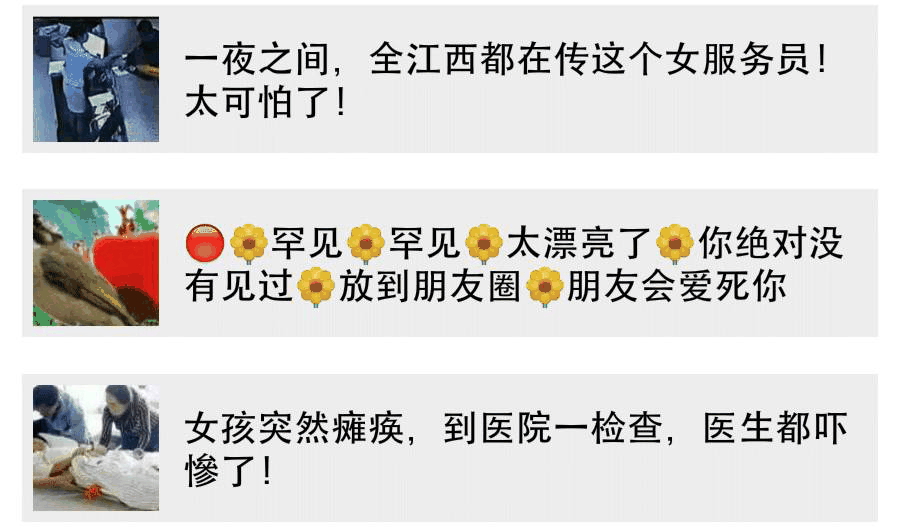 一夜之间，全江西都在传这个女服务员！
太可怕了！
🔴🌻罕见🌻罕见🌻太漂亮了🌻你绝对没
有见过🌻放到朋友圈🌻朋友会爱死你
女孩突然瘫痪，到医院一检查，医生都吓
惨了！